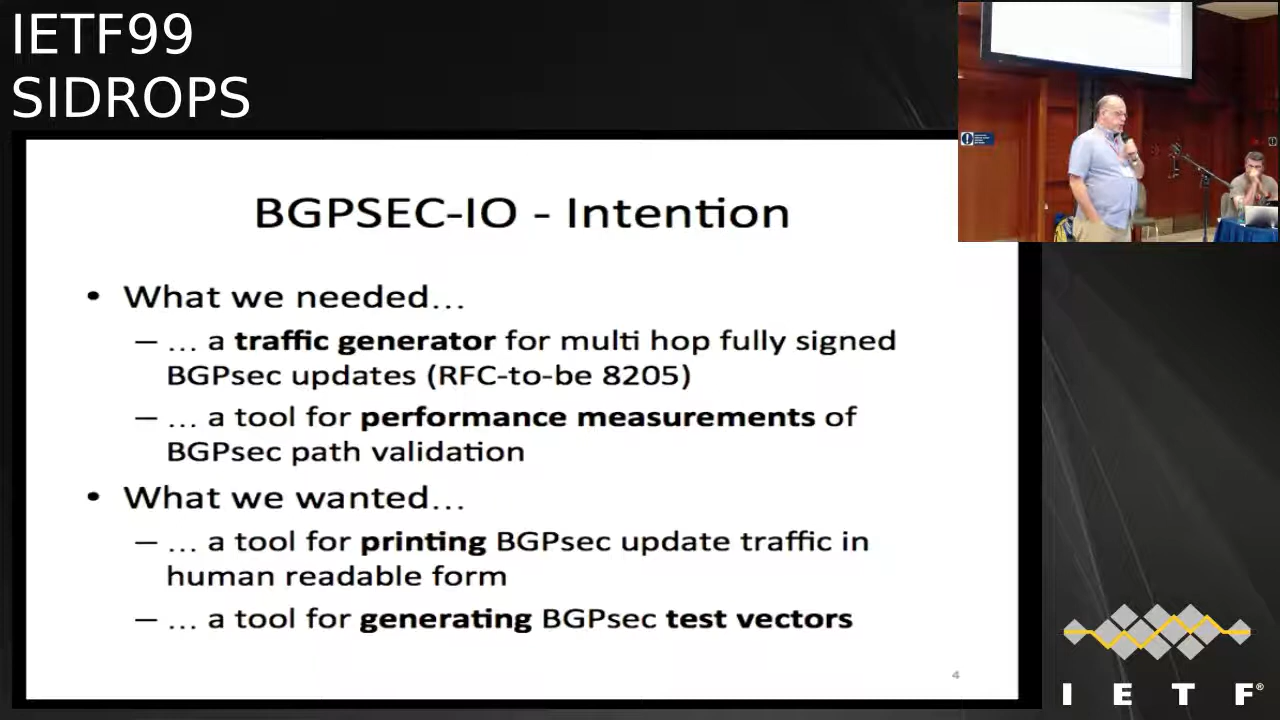 IETF99
SIDROPS
BGPSEC-IO - Intention
• What we needed…
– … a traffic generator for multi hop fully signed
BGPsec updates (RFC-to-be 8205)
– … a tool for performance measurements of
BGPsec path validation
• What we wanted…
– … a tool for printing BGPsec update traffic in
human readable form
– … a tool for generating BGPsec test vectors
4
I E T F®